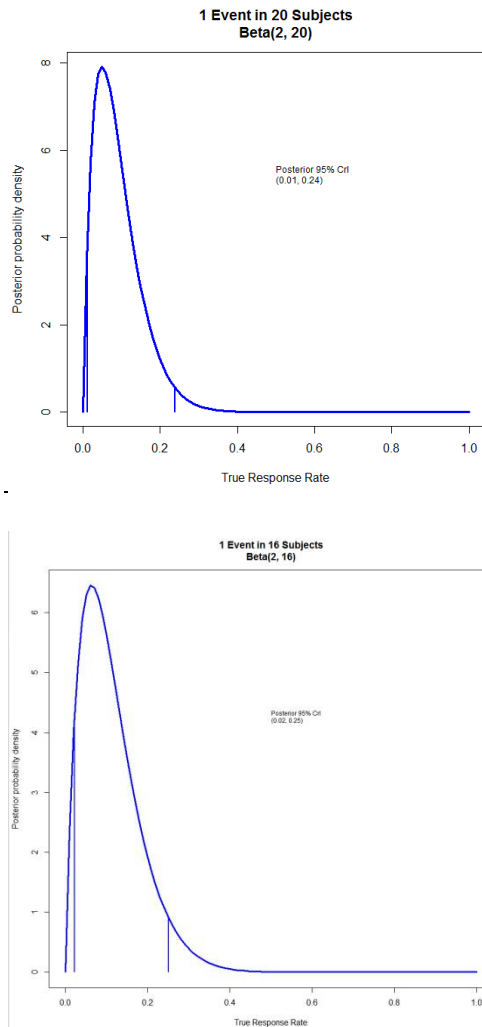 1 Event in 20 Subjects
Beta(2, 20)
Posterior probability density
8
6
4
2
0
Posterior 95% CrI
(0.01, 0.24)
0.0 0.2 0.4 0.6 0.8 1.0
True Response Rate
-
1 Event in 16 Subjects
Beta(2, 16)
Posterior probability density
6
5
4
3
2
1
0
Posterior 95% CrI
(0.02, 0.25)
0.0 0.2 0.4 0.6 0.8 1.0
True Response Rate